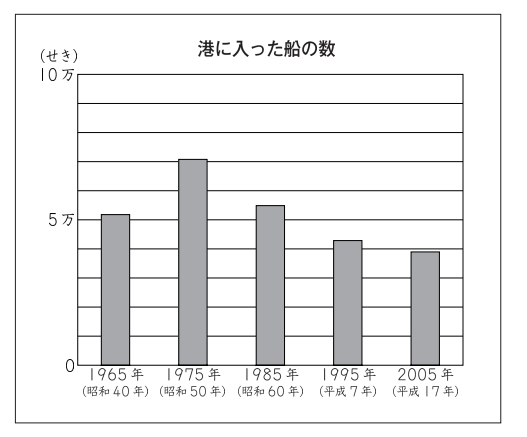 港に入った船の数
(せき)
10万
5万
0
1965年 1975年 1985年 1995年 2005年
(昭和40年) (昭和50年) (昭和60年) (平成7年) (平成17年)